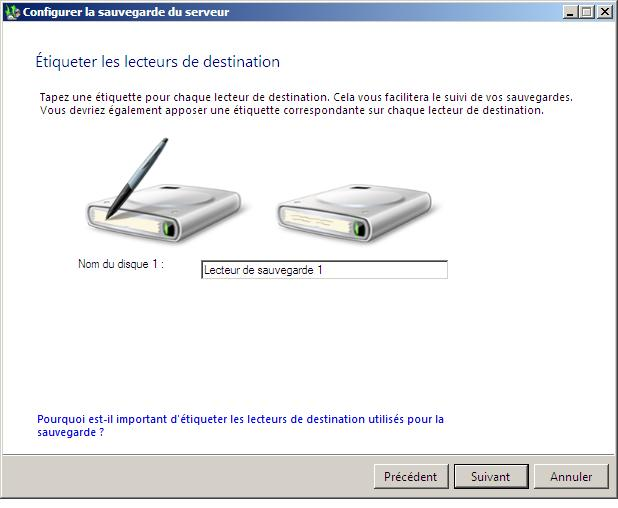 Configurer la sauvegarde du serveur
Étiqueter les lecteurs de destination
Tapez une étiquette pour chaque lecteur de destination. Cela vous facilitera le suivi de vos sauvegardes.
Vous devriez également apposer une étiquette correspondante sur chaque lecteur de destination.
Nom du disque 1 :
Lecteur de sauvegarde 1
Pourquoi est-il important d'étiqueter les lecteurs de destination utilisés pour la
sauvegarde ?
Précédent
Suivant
Annuler